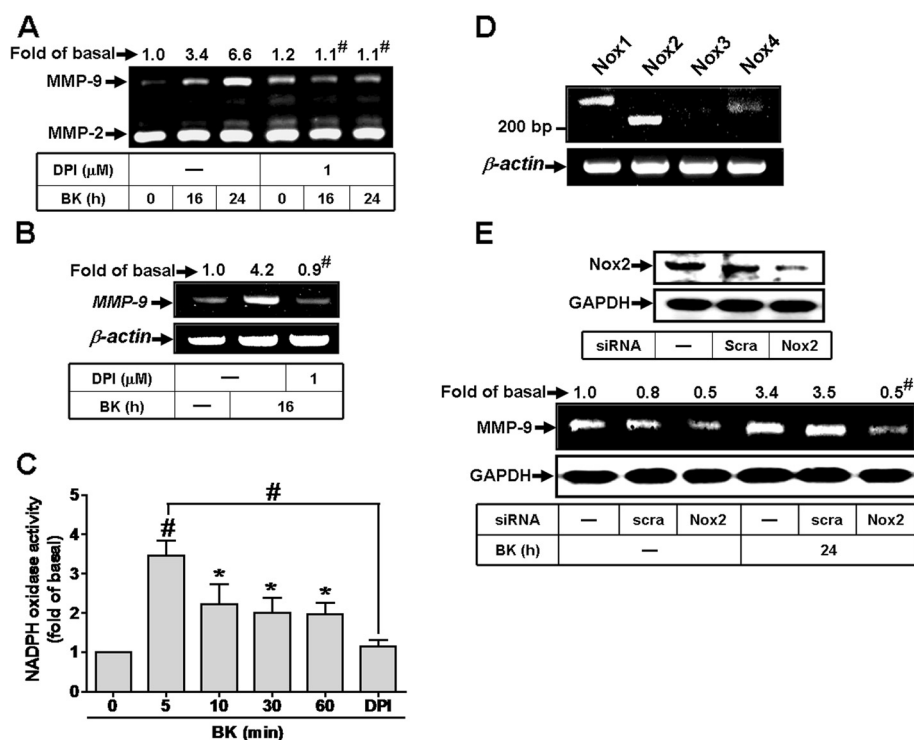 A
Fold of basal 1.0 3.4 6.6 1.2 1.1# 1.1#
MMP-9
MMP-2
DPI (μM) — 1
BK (h) 0 16 24 0 16 24
B
Fold of basal 1.0 4.2 0.9#
MMP-9
β-actin
DPI (μM) — 1
BK (h) — 16
C
NADPH oxidase activity
(fold of basal)
5
4
3
2
1
0
#
#
* * *
0 5 10 30 60 DPI
BK (min)
D
Nox1 Nox2 Nox3 Nox4
200 bp
β-actin
E
Nox2
GAPDH
siRNA — Scra Nox2
Fold of basal 1.0 0.8 0.5 3.4 3.5 0.5#
MMP-9
GAPDH
siRNA — scra Nox2 — scra Nox2
BK (h) — 24